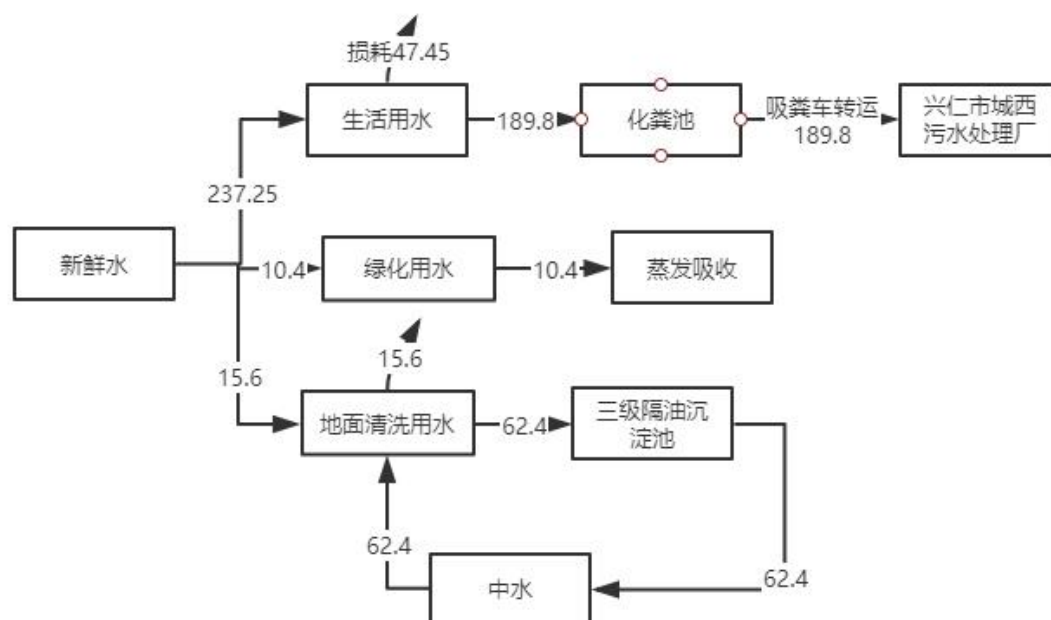 损耗47.45
生活用水
189.8
化粪池
吸粪车转运
189.8
兴仁市城西
污水处理厂
237.25
新鲜水
10.4
绿化用水
10.4
蒸发吸收
15.6
15.6
地面清洗用水
62.4
三级隔油沉
淀池
62.4
中水
62.4